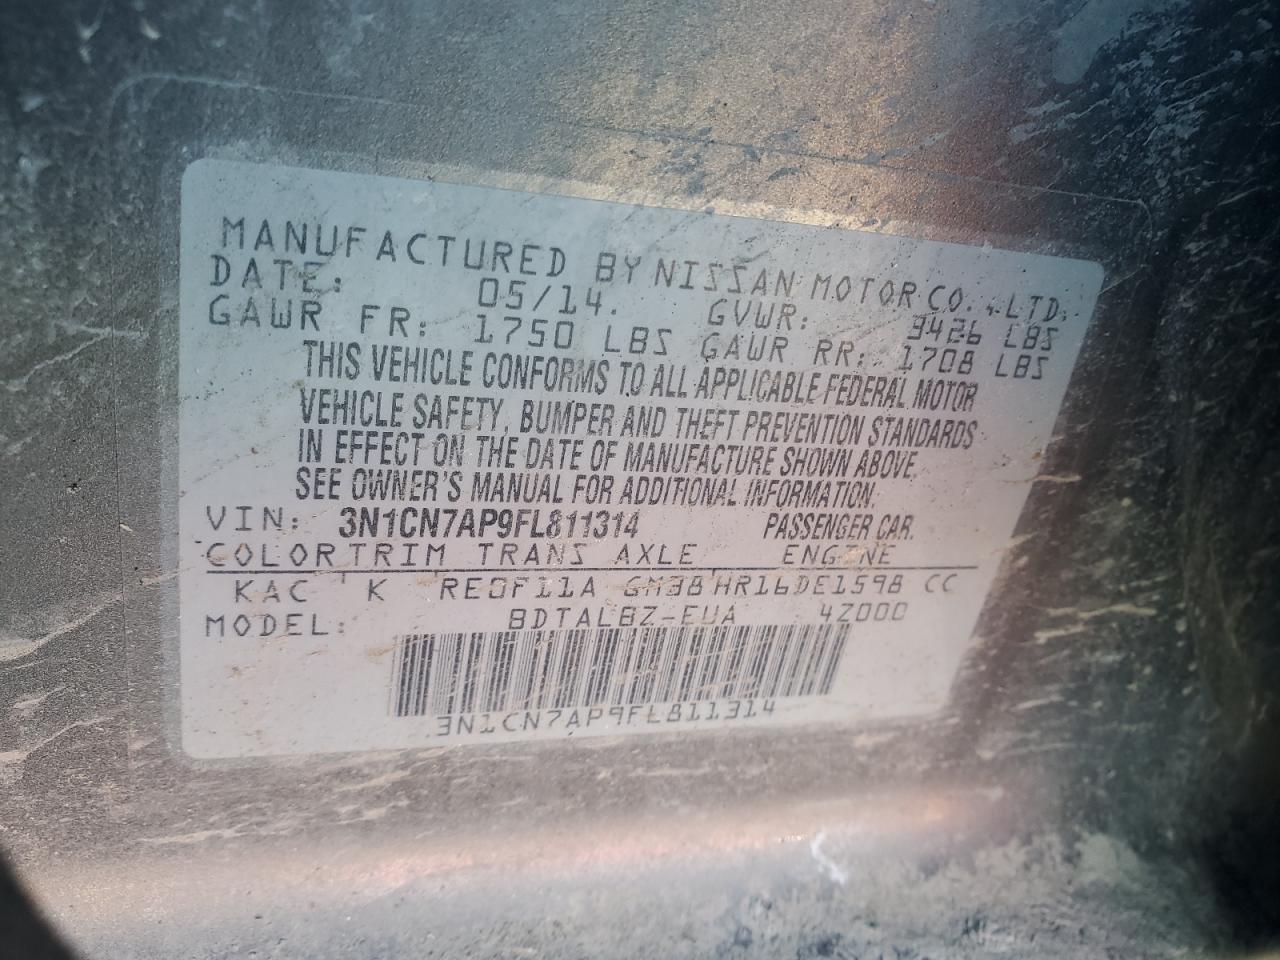 MANUFACTURED BY NISSAN MOTOR CO., LTD.
DATE: 05/14. GVWR: 3426 LBS
GAWR FR: 1750 LBS GAWR RR: 1708 LBS
THIS VEHICLE CONFORMS TO ALL APPLICABLE FEDERAL MOTOR
VEHICLE SAFETY, BUMPER AND THEFT PREVENTION STANDARDS
IN EFFECT ON THE DATE OF MANUFACTURE SHOWN ABOVE.
SEE OWNER'S MANUAL FOR ADDITIONAL INFORMATION.
VIN: 3N1CN7AP9FL811314 PASSENGER CAR.
COLOR TRIM TRANS AXLE ENGINE
KAC K RE0F11A GM38 HR16DE1598 CC
MODEL: BDTALBZ-EUA 42000
3N1CN7AP9FL811314